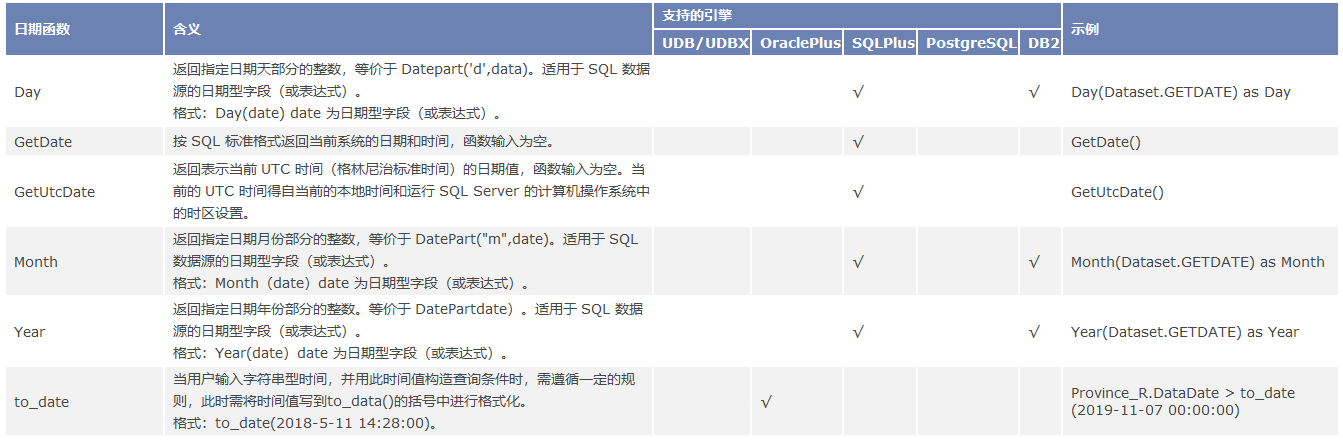 日期函数
含义
支持的引擎
示例
UDB/UDBX
OraclePlus
SQLPlus
PostgreSQL
DB2
Day
返回指定日期天部分的整数，等价于 Datepart('d',data)。适用于 SQL 数据
源的日期型字段（或表达式）。
格式：Day(date) date 为日期型字段（或表达式）。
√
√
Day(Dataset.GETDATE) as Day
GetDate
按 SQL 标准格式返回当前系统的日期和时间，函数输入为空。
√
GetDate()
GetUtcDate
返回表示当前 UTC 时间（格林尼治标准时间）的日期值，函数输入为空。当
前的 UTC 时间得自当前的本地时间和运行 SQL Server 的计算机操作系统中
的时区设置。
√
GetUtcDate()
Month
返回指定日期月份部分的整数，等价于 DatePart("m",date)。适用于 SQL
数据源的日期型字段（或表达式）。
格式：Month（date）date 为日期型字段（或表达式）。
√
√
Month(Dataset.GETDATE) as Month
Year
返回指定日期年份部分的整数。等价于 DatePartdate）。适用于 SQL 数据
源的日期型字段（或表达式）。
格式：Year(date）date 为日期型字段（或表达式）。
√
√
Year(Dataset.GETDATE) as Year
to_date
当用户输入字符串型时间，并用此时间值构造查询条件时，需遵循一定的规
则，此时需将时间值写到to_data()的括号中进行格式化。
格式：to_date(2018-5-11 14:28:00)。
√
Province_R.DataDate > to_date
(2019-11-07 00:00:00)